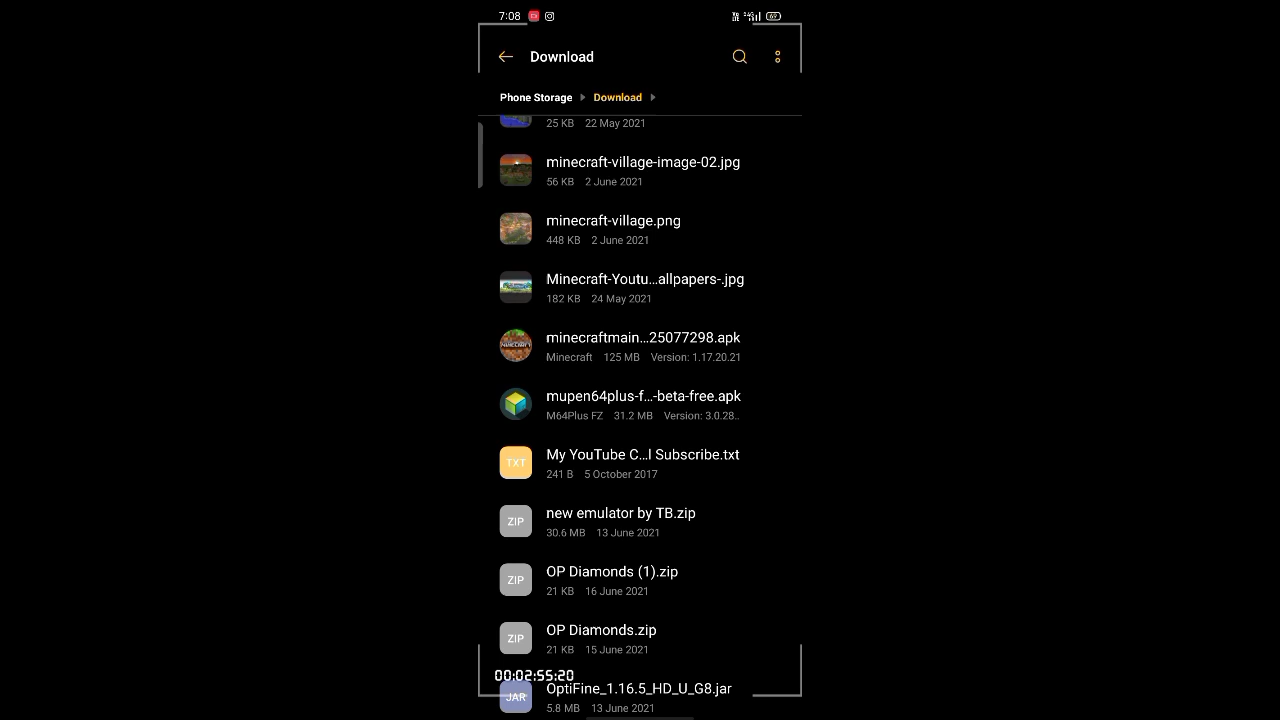 7:08
69
Download
Phone Storage Download
25 KB 22 May 2021
minecraft-village-image-02.jpg
56 KB 2 June 2021
minecraft-village.png
448 KB 2 June 2021
Minecraft-Youtu...allpapers-.jpg
182 KB 24 May 2021
MINECRAFT
minecraftmain...25077298.apk
Minecraft 125 MB Version: 1.17.20.21
mupen64plus-f...-beta-free.apk
M64Plus FZ 31.2 MB Version: 3.0.28..
TXT
My YouTube C...l Subscribe.txt
241 B 5 October 2017
ZIP
new emulator by TB.zip
30.6 MB 13 June 2021
ZIP
OP Diamonds (1).zip
21 KB 16 June 2021
ZIP
OP Diamonds.zip
21 KB 15 June 2021
00:02:55:20
JAR
OptiFine_1.16.5_HD_U_G8.jar
5.8 MB 13 June 2021